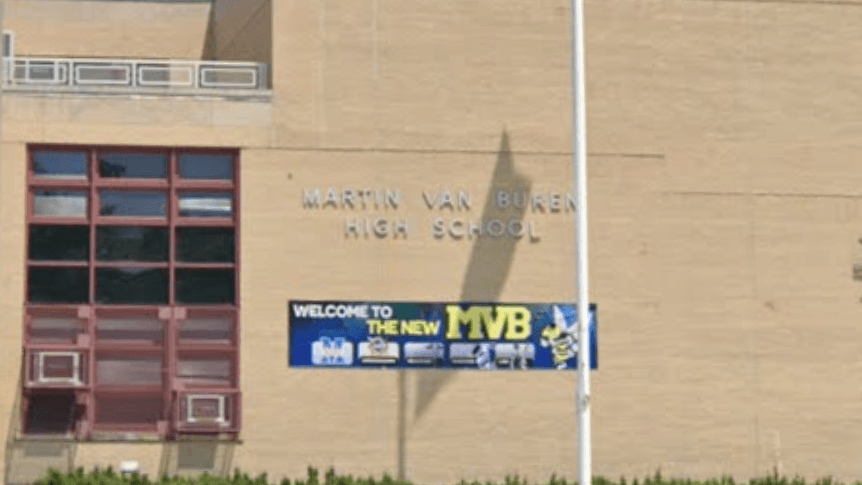 MARTIN VAN BUREN
HIGH SCHOOL
WELCOME TO
THE NEW MVB